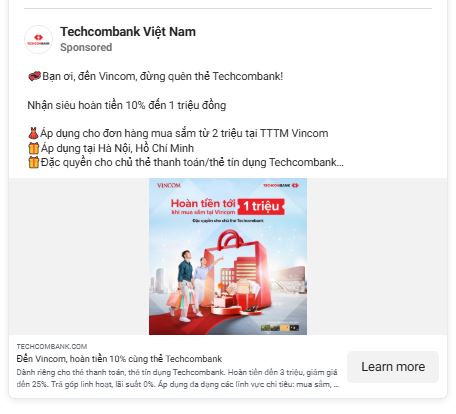 TECHCOMBANK
Techcombank Việt Nam
Sponsored
Bạn ơi, đến Vincom, đừng quên thẻ Techcombank!
Nhận siêu hoàn tiền 10% đến 1 triệu đồng
Áp dụng cho đơn hàng mua sắm từ 2 triệu tại TTTM Vincom
Áp dụng tại Hà Nội, Hồ Chí Minh
Đặc quyền cho chủ thẻ thanh toán/thẻ tín dụng Techcombank...
VINCOM TECHCOMBANK
Hoàn tiền tới 1 triệu
khi mua sắm tại Vincom
Đặc quyền cho chủ thẻ Techcombank
TECHCOMBANK.COM
Đến Vincom, hoàn tiền 10% cùng thẻ Techcombank
Dành riêng cho thẻ thanh toán, thẻ tín dụng Techcombank. Hoàn tiền đến 3 triệu, giảm giá
đến 25%. Trả góp linh hoạt, lãi suất 0%. Áp dụng đa dạng các lĩnh vực chi tiêu: mua sắm, ...
Learn more